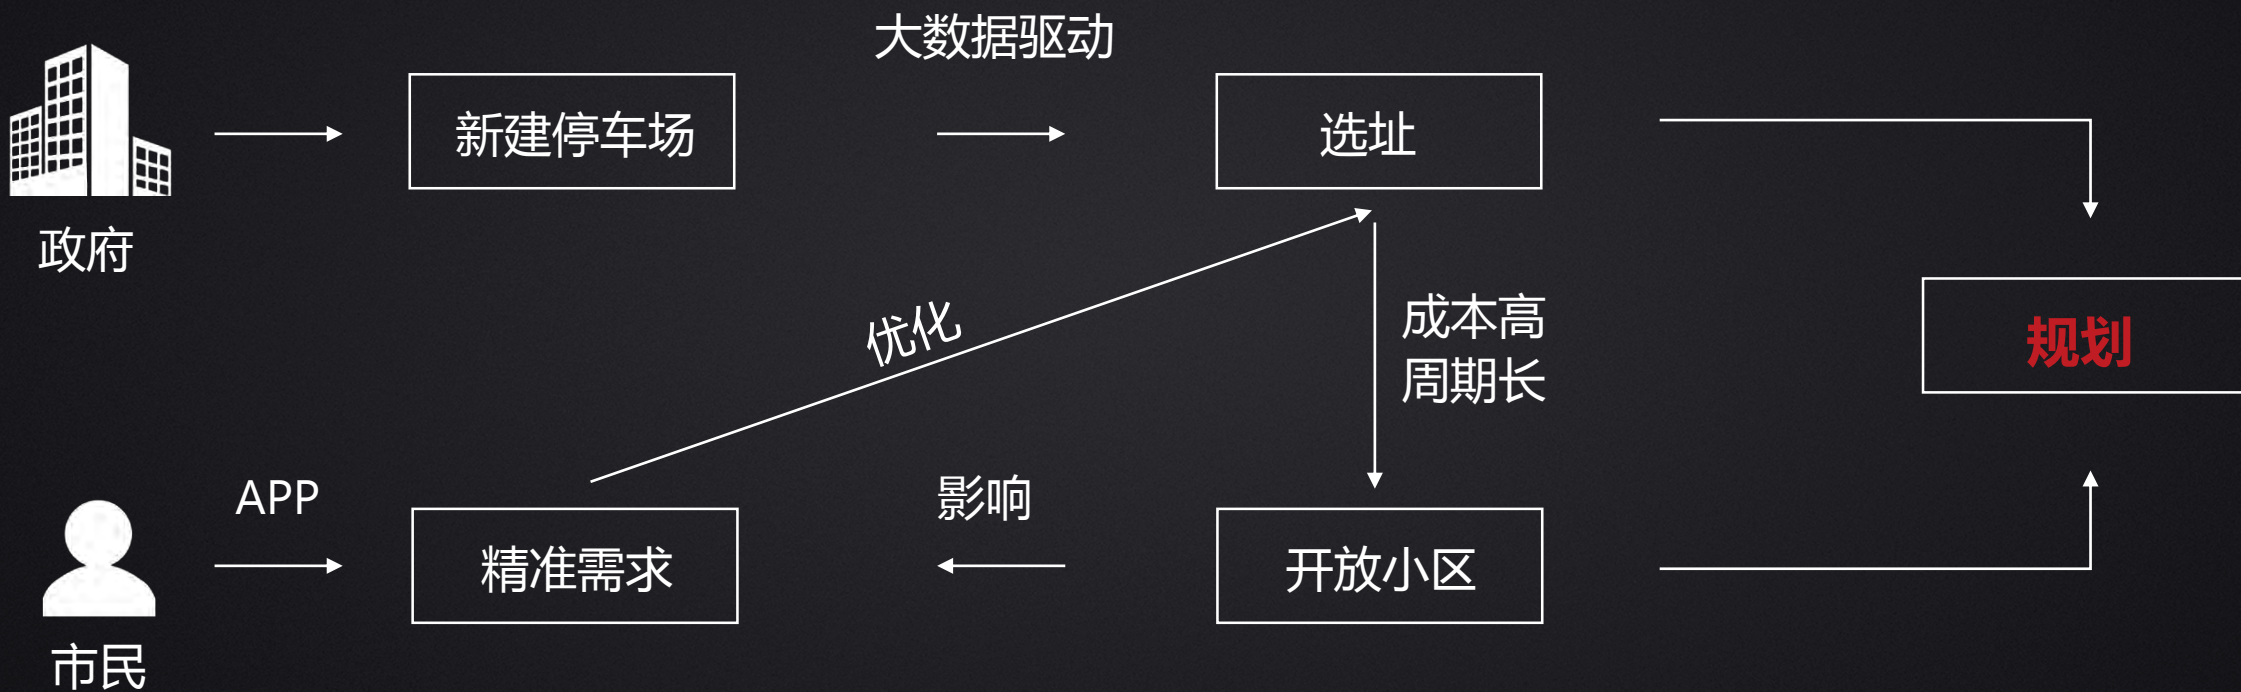 大数据驱动
新建停车场
选址
政府
优化
成本高
周期长
规划
APP
影响
精准需求
开放小区
市民